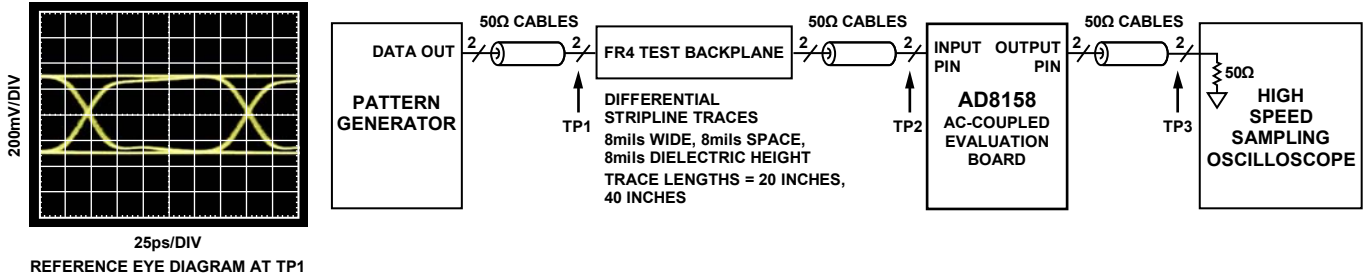 200mV/DIV
25ps/DIV
REFERENCE EYE DIAGRAM AT TP1
DATA OUT
PATTERN
GENERATOR
50Ω CABLES
2
2
TP1
FR4 TEST BACKPLANE
DIFFERENTIAL
STRIPLINE TRACES
8mils WIDE, 8mils SPACE,
8mils DIELECTRIC HEIGHT
TRACE LENGTHS = 20 INCHES,
40 INCHES
50Ω CABLES
2
2
TP2
INPUT OUTPUT
PIN PIN
AD8158
AC-COUPLED
EVALUATION
BOARD
50Ω CABLES
2
2
TP3
50Ω
HIGH
SPEED
SAMPLING
OSCILLOSCOPE